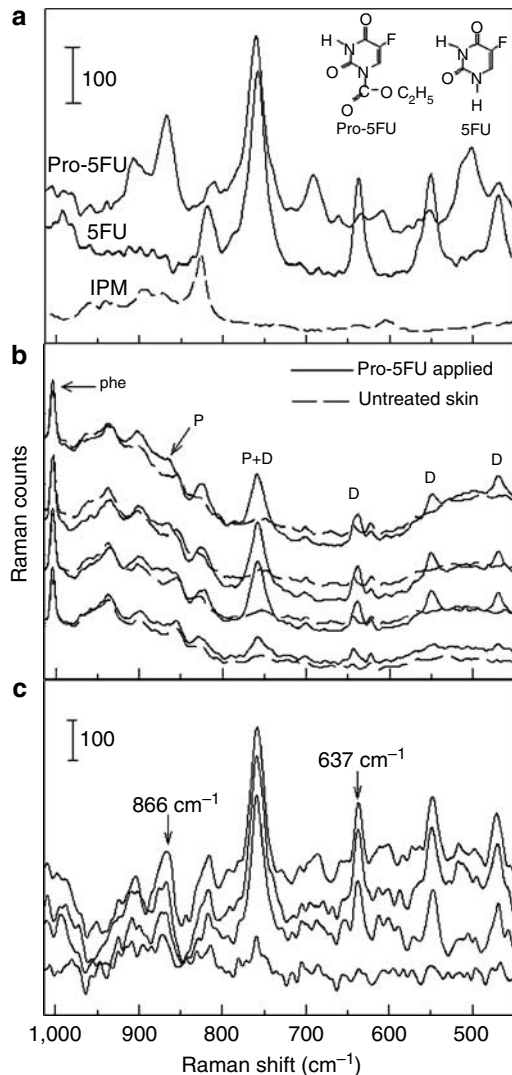 a
100
Pro-5FU
5FU
IPM
O
H
N
F
O
N
C
O
C₂H₅
O
Pro-5FU
O
H
N
F
O
N
H
5FU
b
phe
P
Pro-5FU applied
Untreated skin
P+D
D
D
D
Raman counts
c
100
866 cm⁻¹
637 cm⁻¹
1,000 900 800 700 600 500
Raman shift (cm⁻¹)